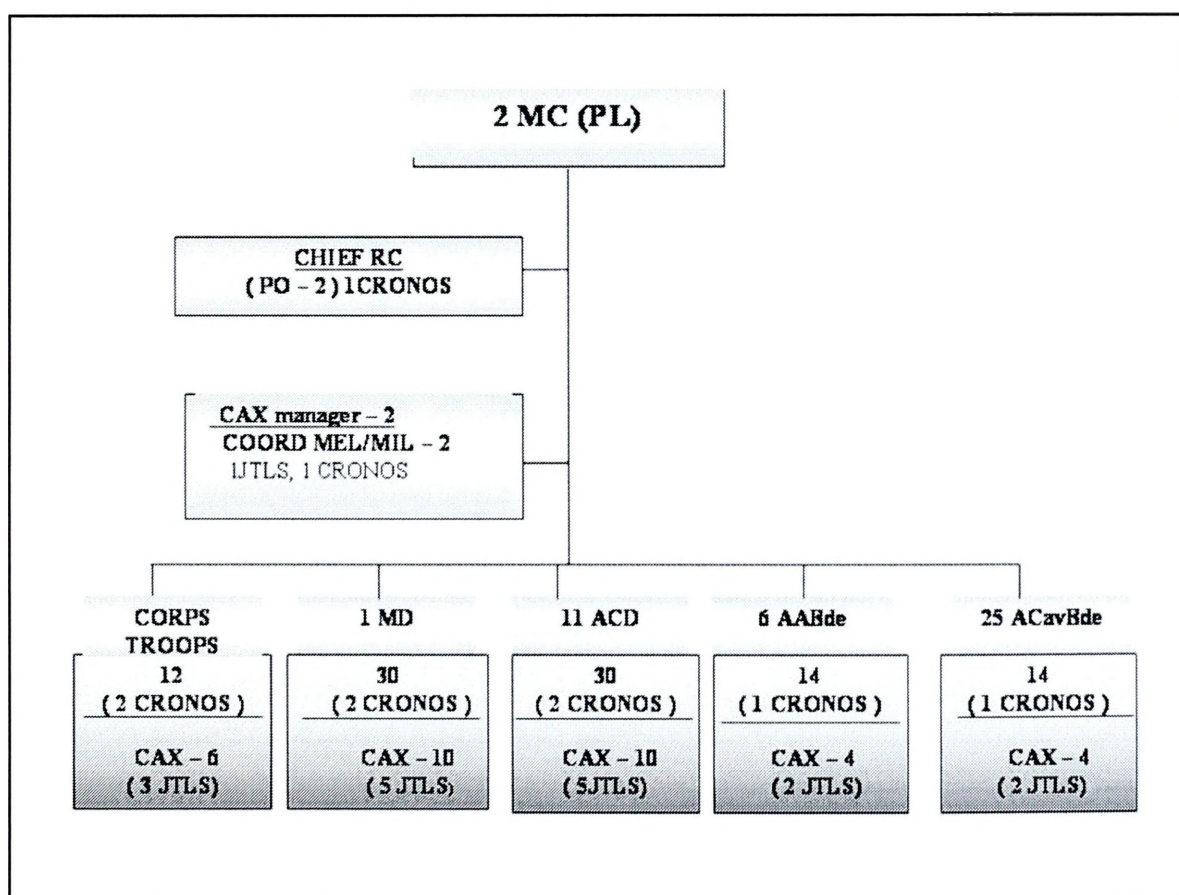 2 MC (PL)
CHIEF RC
( PO – 2 ) 1 CRONOS
CAX manager – 2
COORD MEL/MIL – 2
1JTLS, 1 CRONOS
CORPS
TROOPS
12
( 2 CRONOS )
CAX – 6
( 3 JTLS)
1 MD
30
( 2 CRONOS )
CAX – 10
( 5 JTLS)
11 ACD
30
( 2 CRONOS )
CAX – 10
( 5JTLS)
6 AABde
14
( 1 CRONOS )
CAX – 4
( 2 JTLS)
25 ACavBde
14
( 1 CRONOS )
CAX – 4
( 2 JTLS)